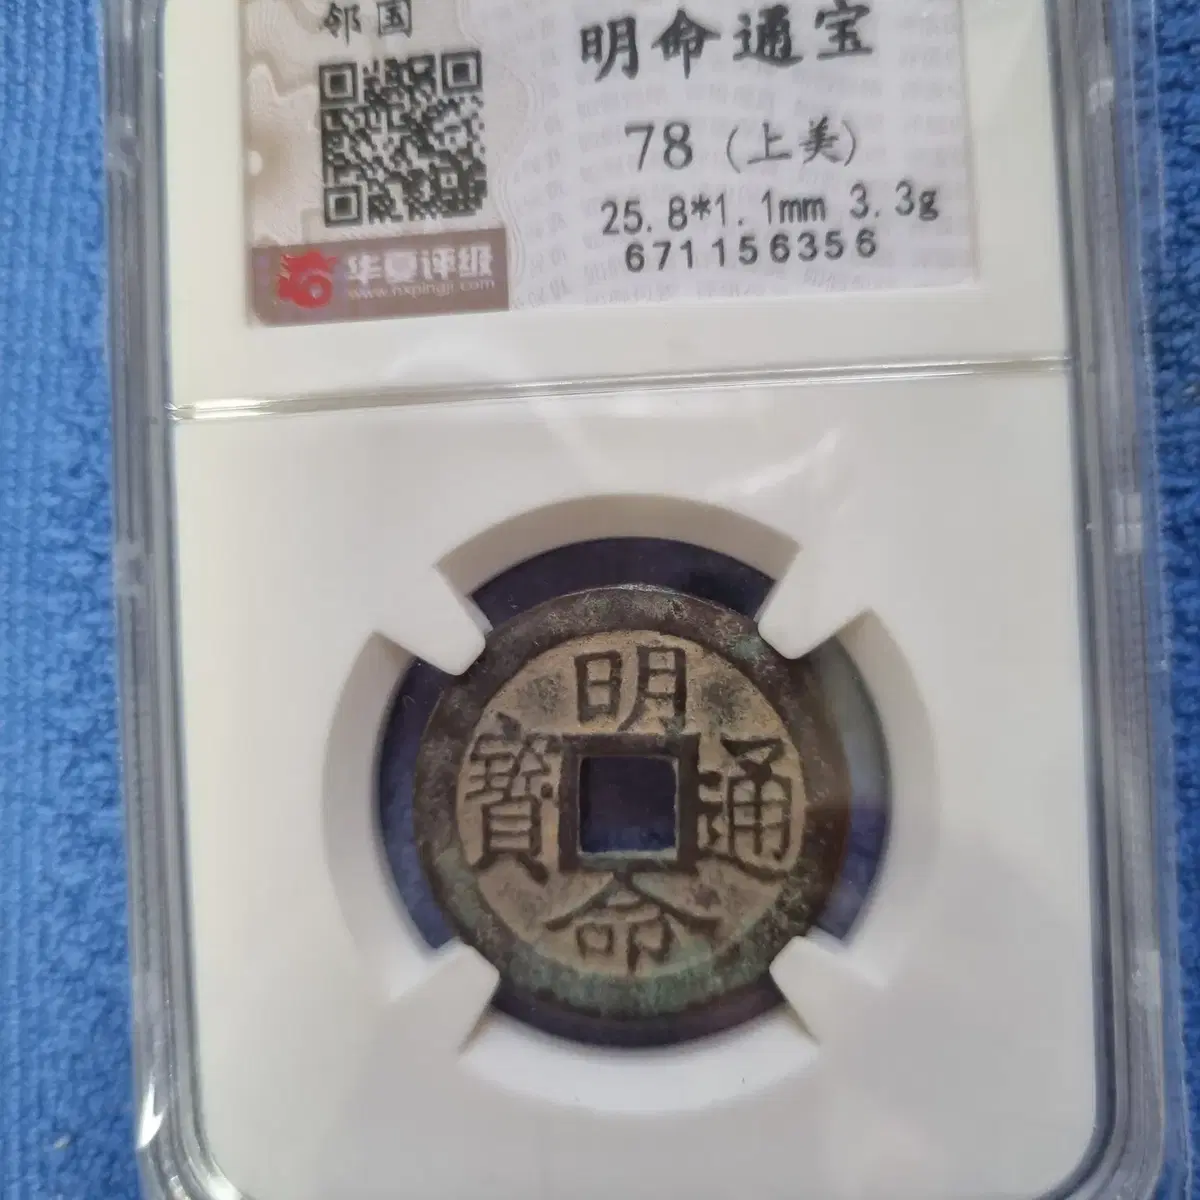 邻国
明命通宝
78 (上美)
25.8*1.1mm 3.3g
671156356
华夏评级
www.hxpingji.com
明命通寶